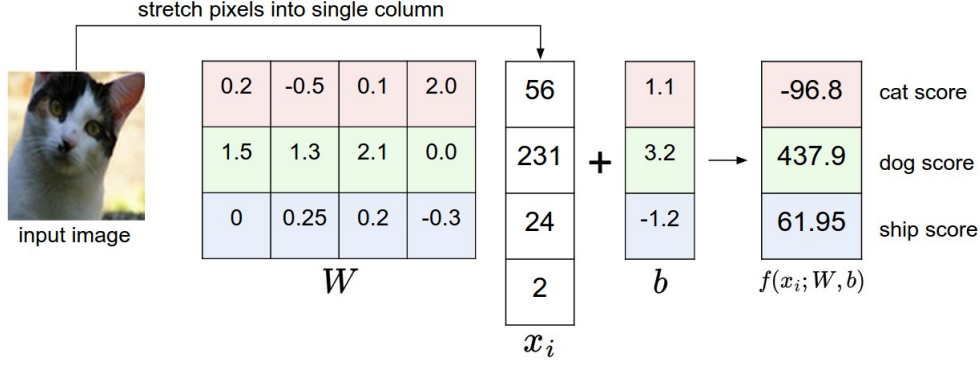 stretch pixels into single column
0.2 -0.5 0.1 2.0
1.5 1.3 2.1 0.0
0 0.25 0.2 -0.3
W
56
231
24
2
x_i
+
1.1
3.2
-1.2
b
-96.8
437.9
61.95
f(x_i; W, b)
cat score
dog score
ship score
input image